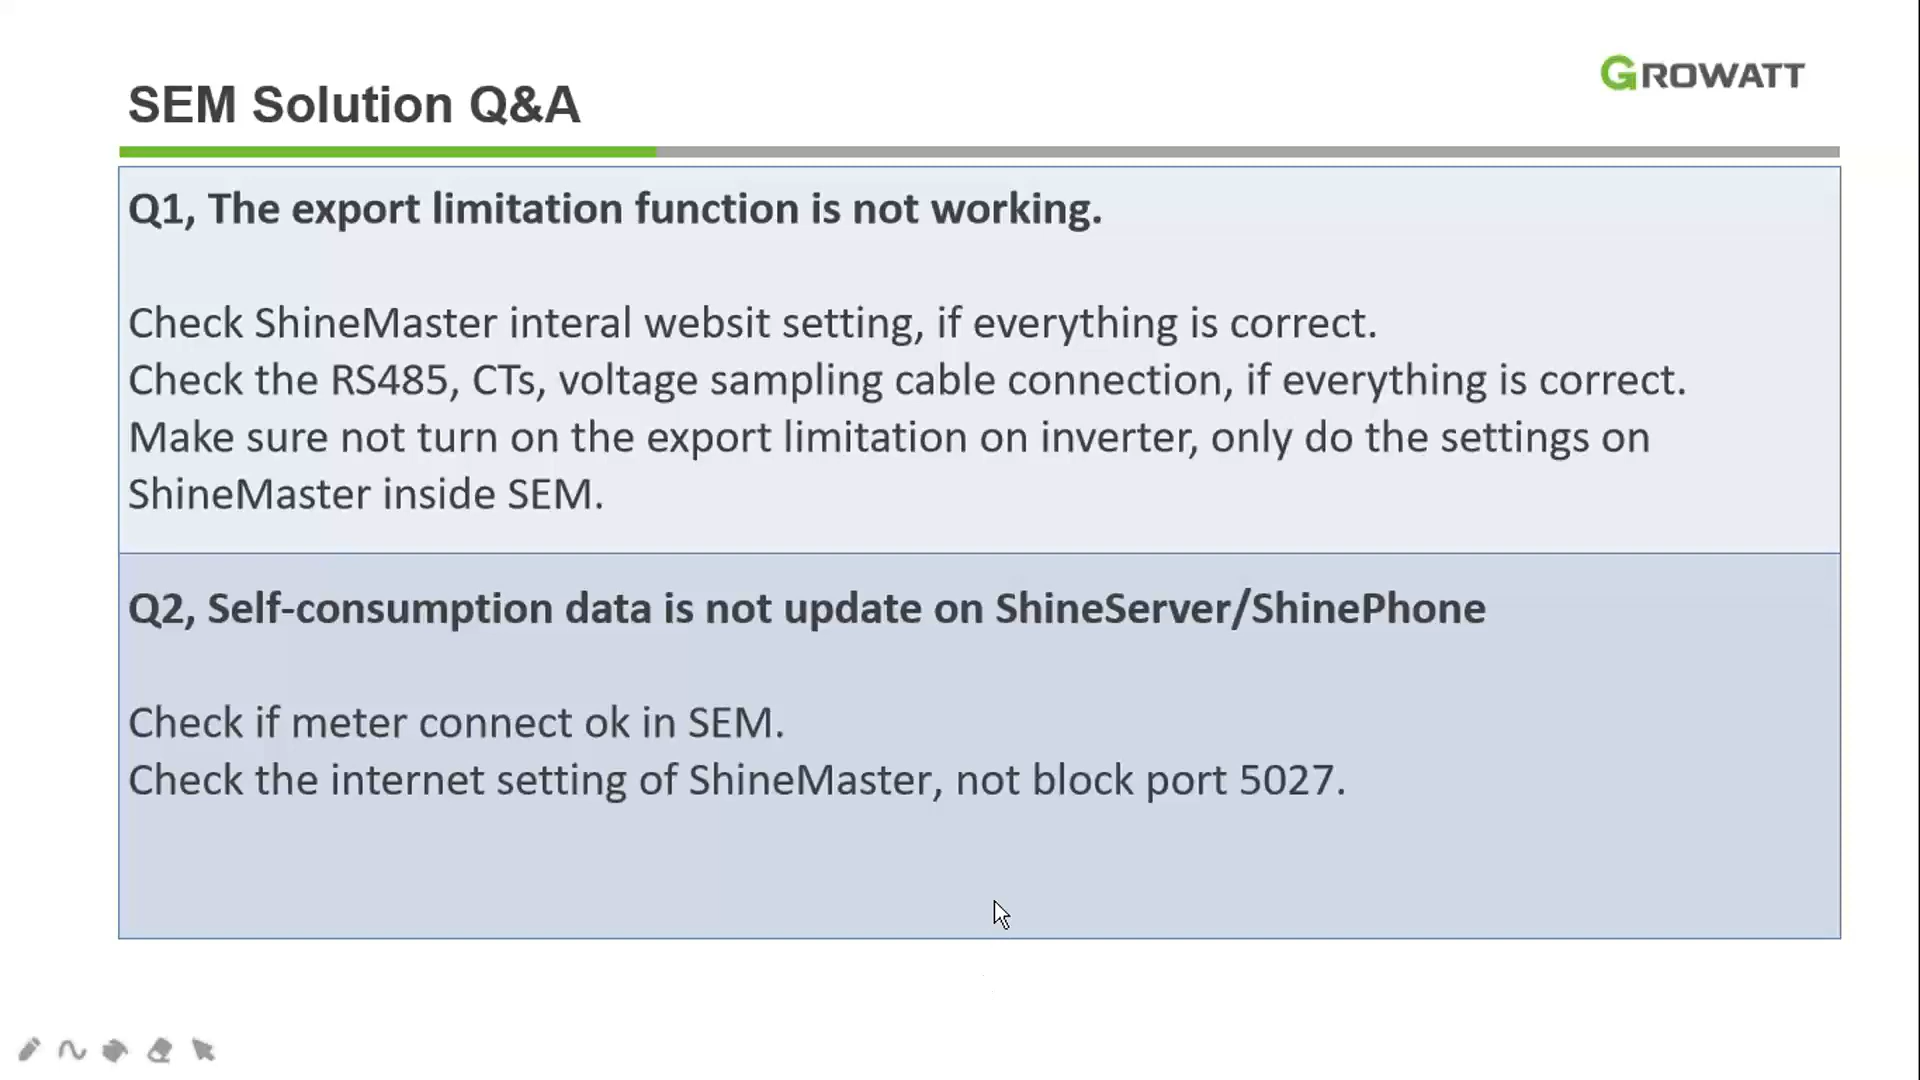 GROWATT
SEM Solution Q&A
Q1, The export limitation function is not working.
Check ShineMaster interal websit setting, if everything is correct.
Check the RS485, CTs, voltage sampling cable connection, if everything is correct.
Make sure not turn on the export limitation on inverter, only do the settings on
ShineMaster inside SEM.
Q2, Self-consumption data is not update on ShineServer/ShinePhone
Check if meter connect ok in SEM.
Check the internet setting of ShineMaster, not block port 5027.